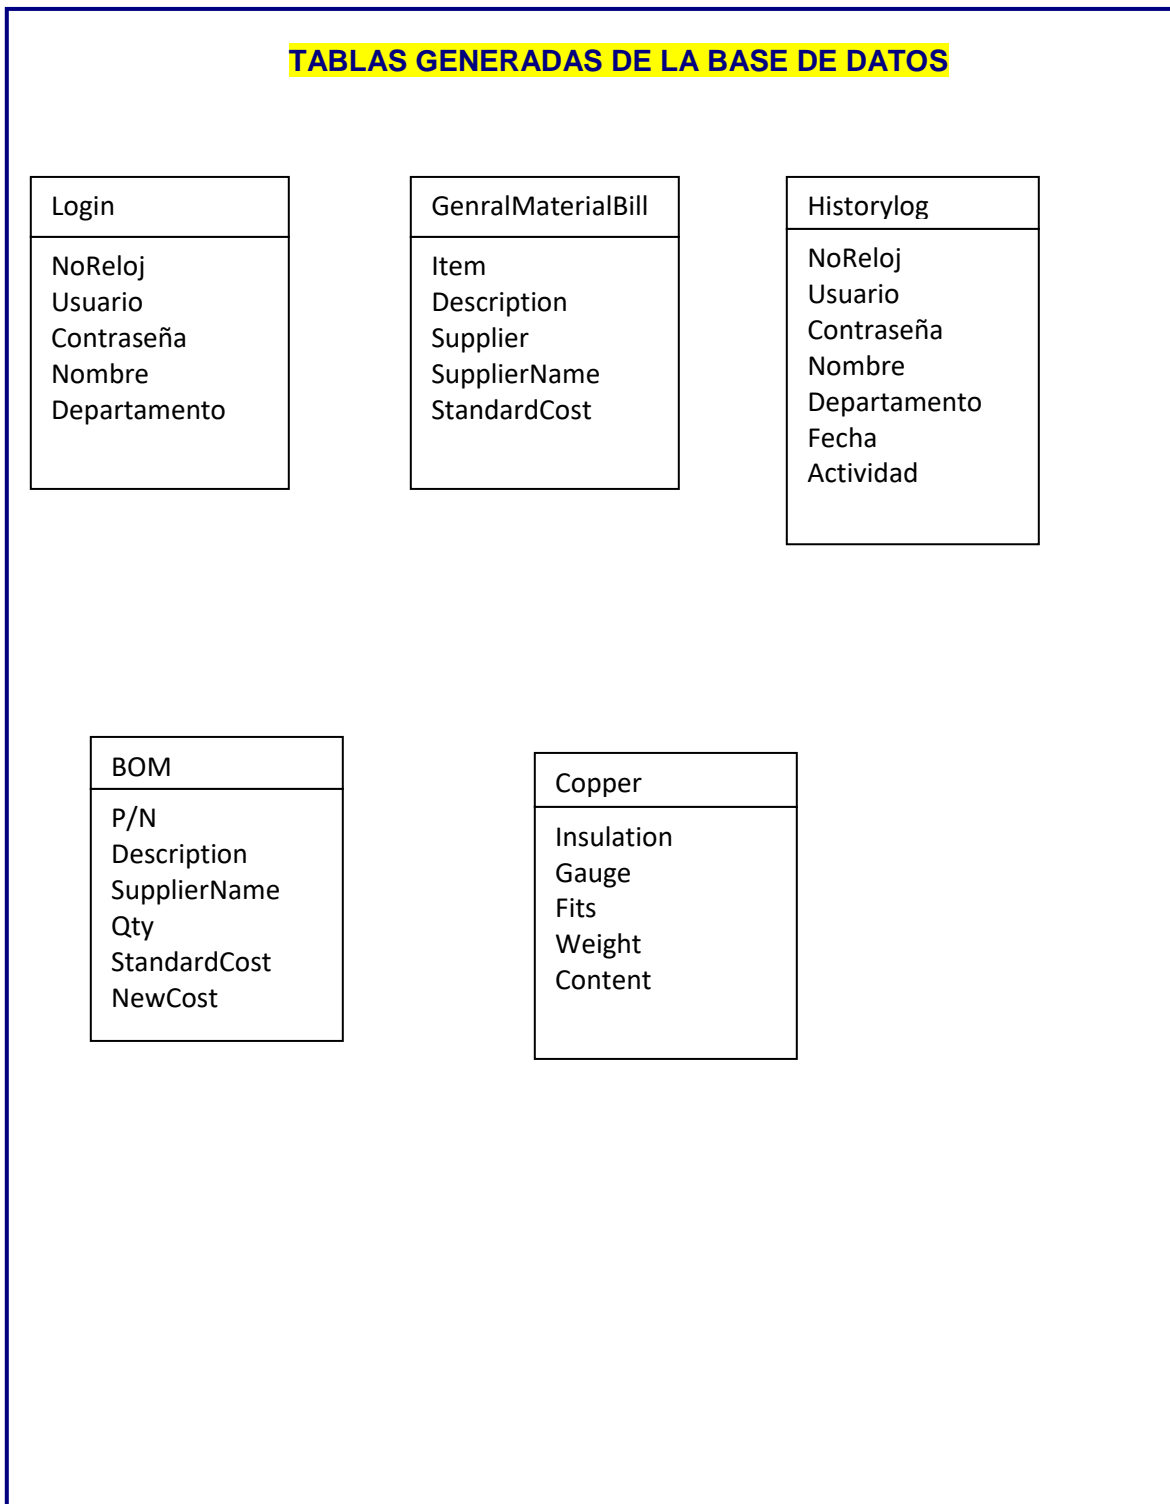 TABLAS GENERADAS DE LA BASE DE DATOS
Login
NoReloj
Usuario
Contraseña
Nombre
Departamento
GenralMaterialBill
Item
Description
Supplier
SupplierName
StandardCost
Historylog
NoReloj
Usuario
Contraseña
Nombre
Departamento
Fecha
Actividad
BOM
P/N
Description
SupplierName
Qty
StandardCost
NewCost
Copper
Insulation
Gauge
Fits
Weight
Content